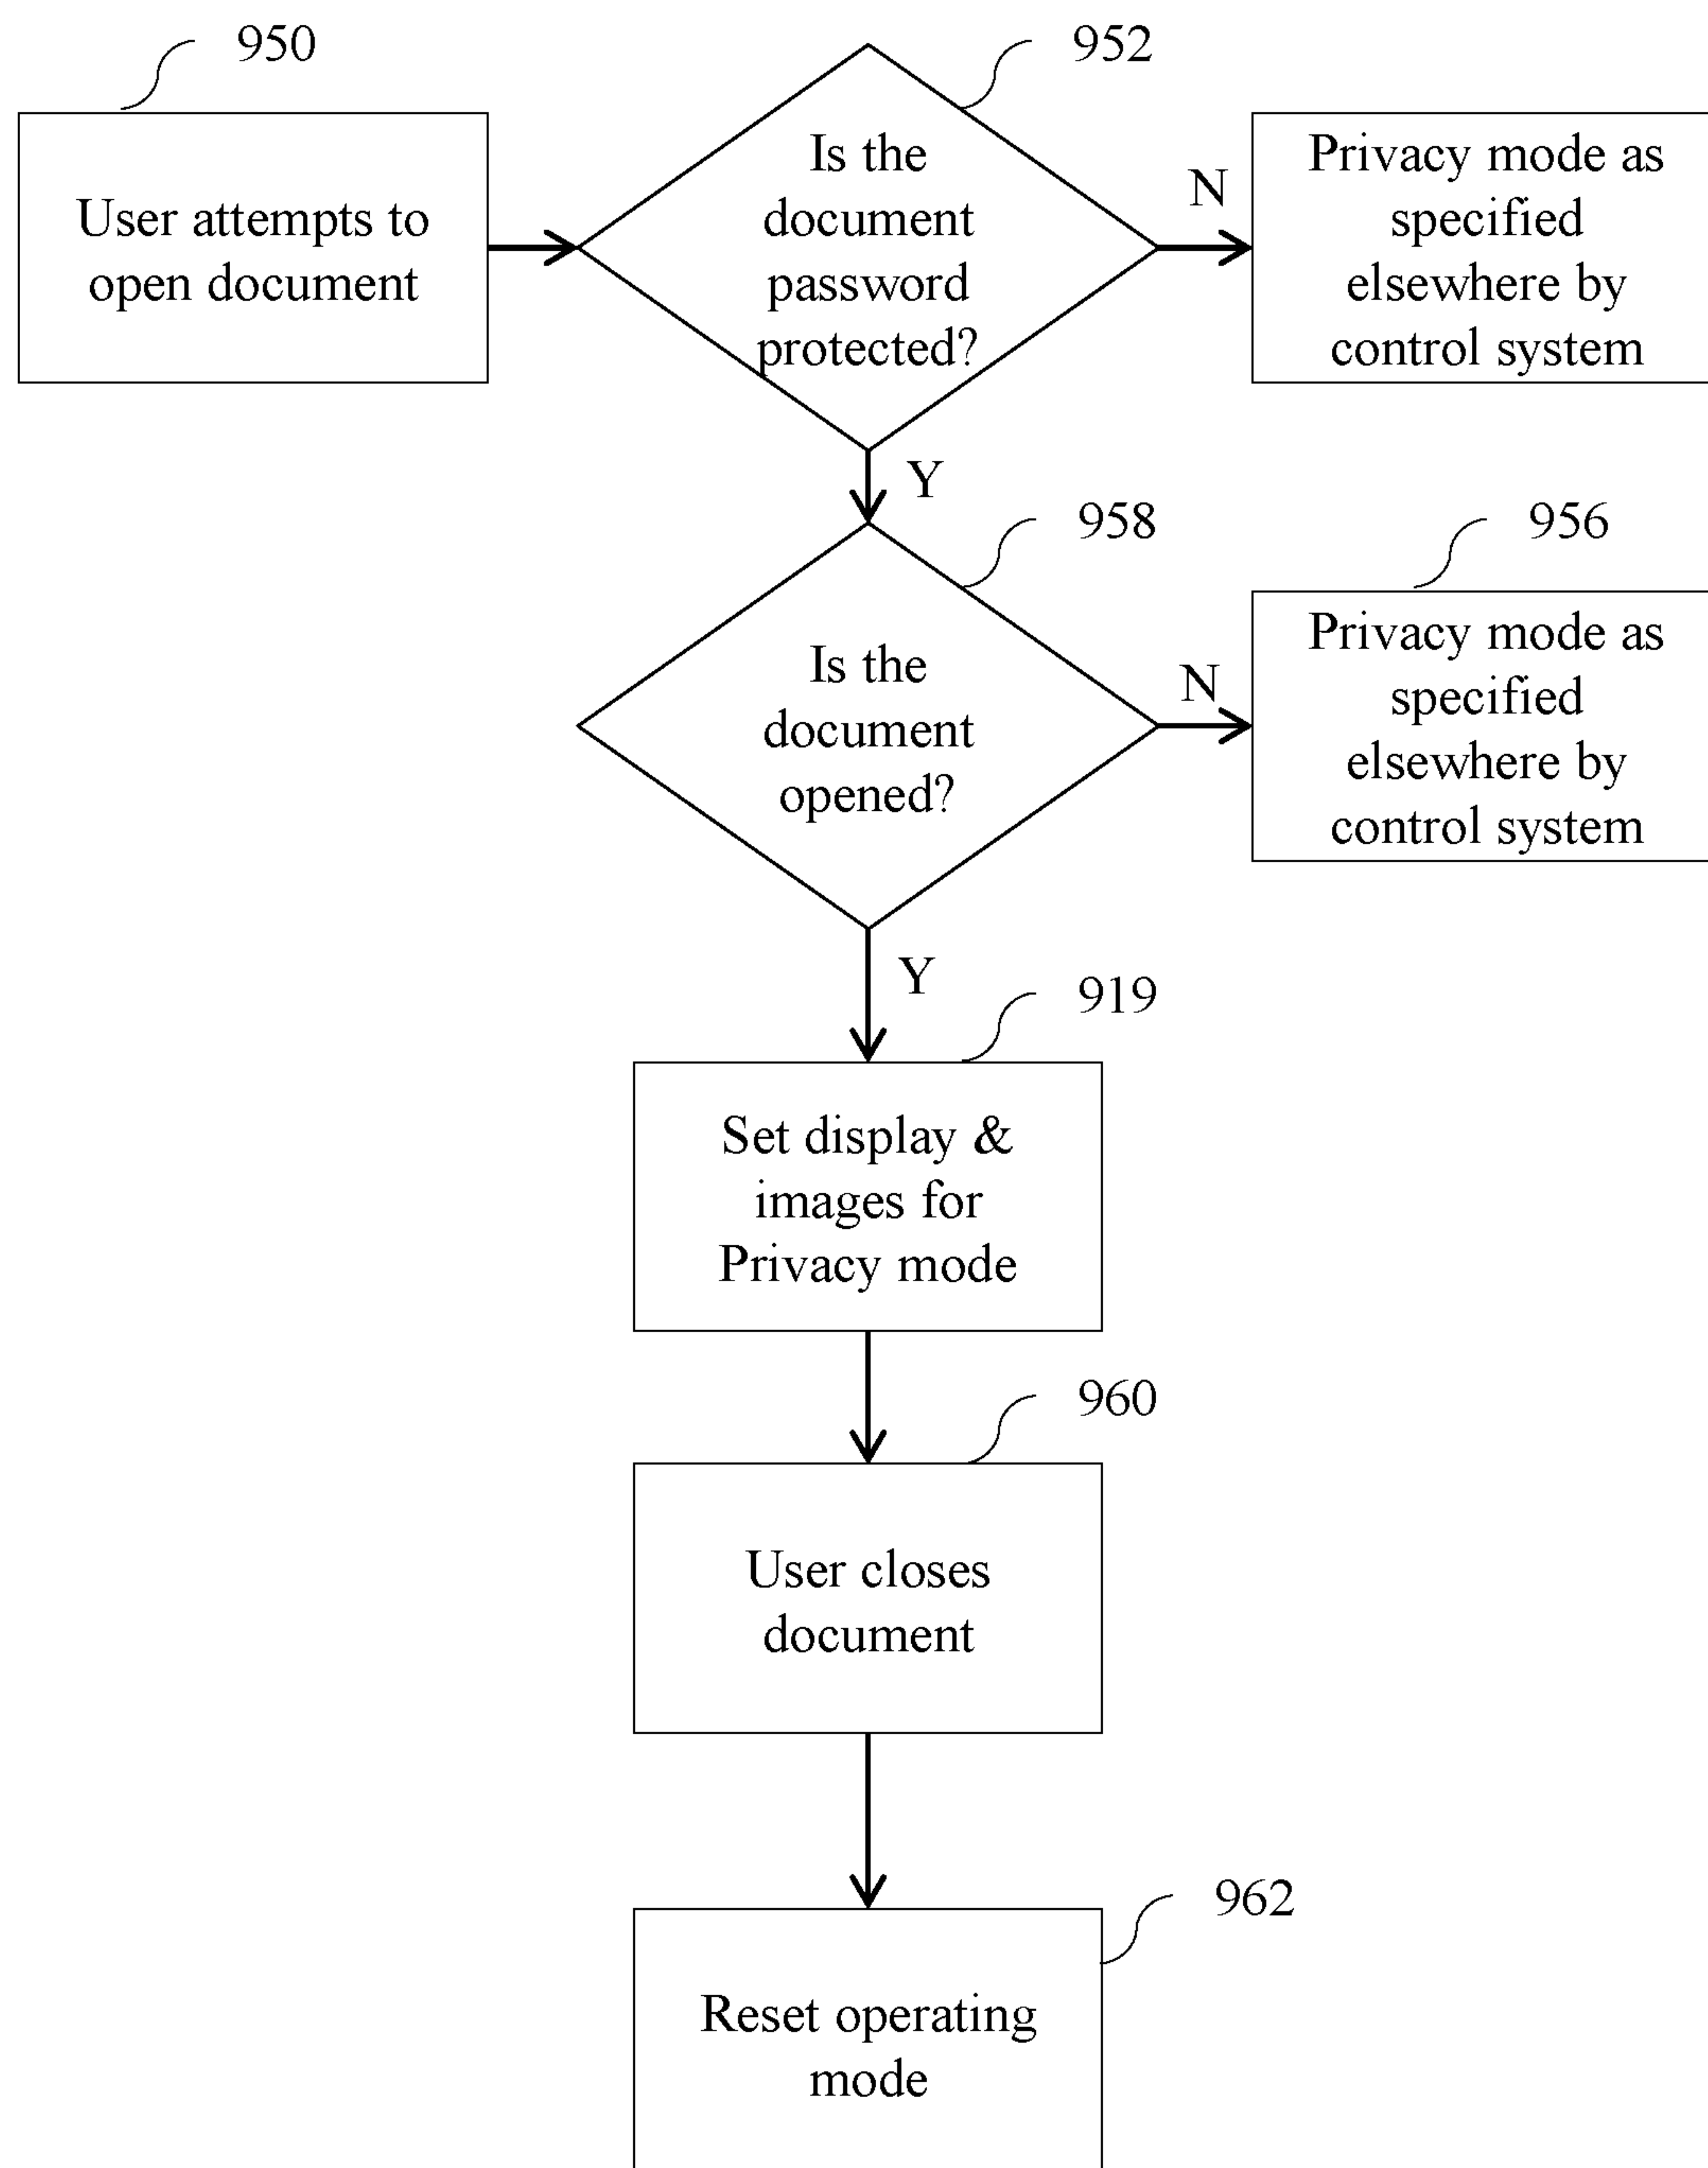 950
User attempts to
open document
952
Is the
document
password
protected?
N
Privacy mode as
specified
elsewhere by
control system
Y
958
Is the
document
opened?
N
956
Privacy mode as
specified
elsewhere by
control system
Y
919
Set display &
images for
Privacy mode
960
User closes
document
962
Reset operating
mode